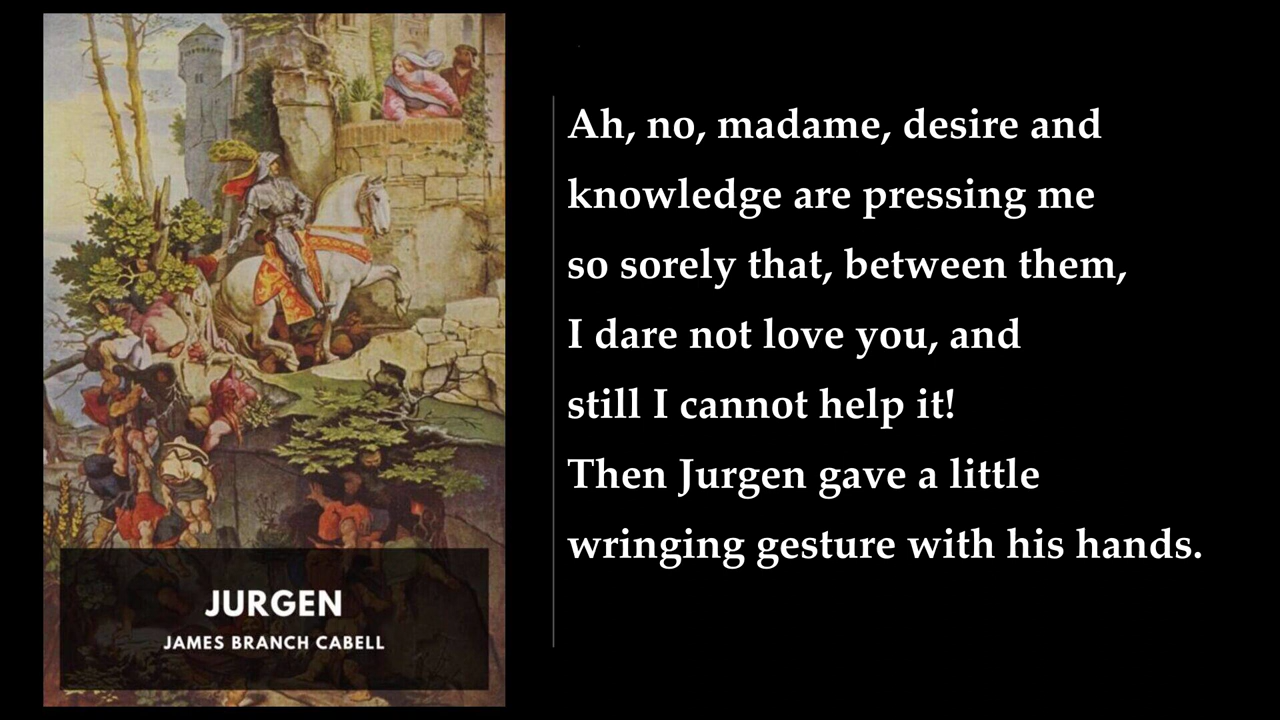 Ah, no, madame, desire and
knowledge are pressing me
so sorely that, between them,
I dare not love you, and
still I cannot help it!
Then Jurgen gave a little
wringing gesture with his hands.
JURGEN
JAMES BRANCH CABELL